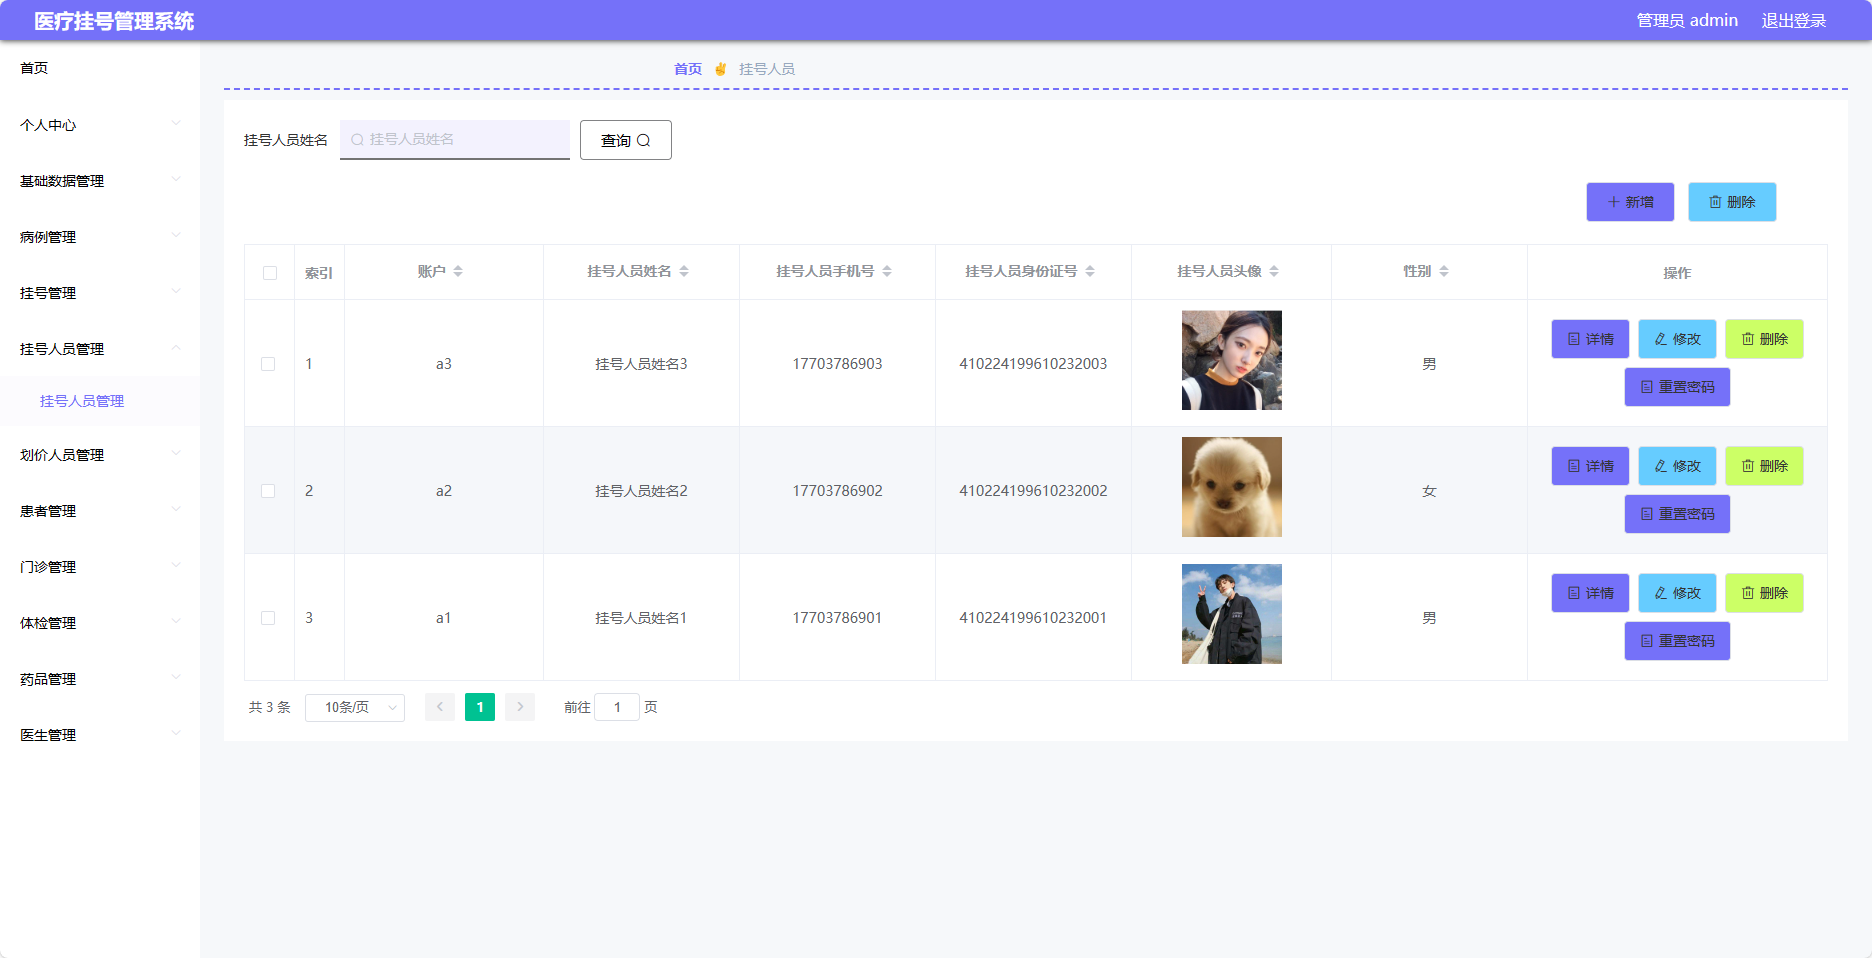 医疗挂号管理系统
管理员 admin 退出登录
首页
个人中心
基础数据管理
病例管理
挂号管理
挂号人员管理
挂号人员管理
划价人员管理
患者管理
门诊管理
体检管理
药品管理
医生管理
首页 ✌ 挂号人员
挂号人员姓名 挂号人员姓名 查询
新增 删除
索引 账户 挂号人员姓名 挂号人员手机号 挂号人员身份证号 挂号人员头像 性别 操作
1 a3 挂号人员姓名3 17703786903 410224199610232003 男 详情 修改 删除
重置密码
2 a2 挂号人员姓名2 17703786902 410224199610232002 女 详情 修改 删除
重置密码
3 a1 挂号人员姓名1 17703786901 410224199610232001 男 详情 修改 删除
重置密码
共 3 条 10条/页 1 前往 1 页